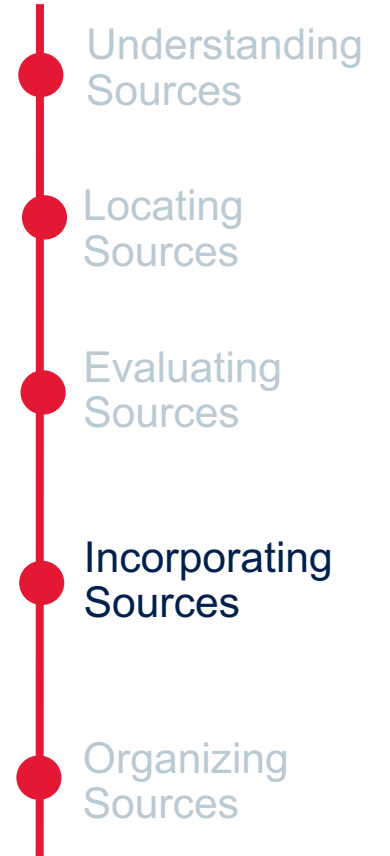 Understanding
Sources
Locating
Sources
Evaluating
Sources
Incorporating
Sources
Organizing
Sources